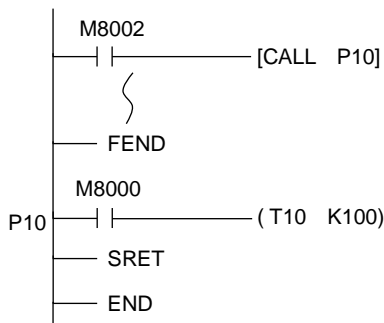 M8002
[CALL P10]
FEND
M8000
P10
( T10 K100)
SRET
END